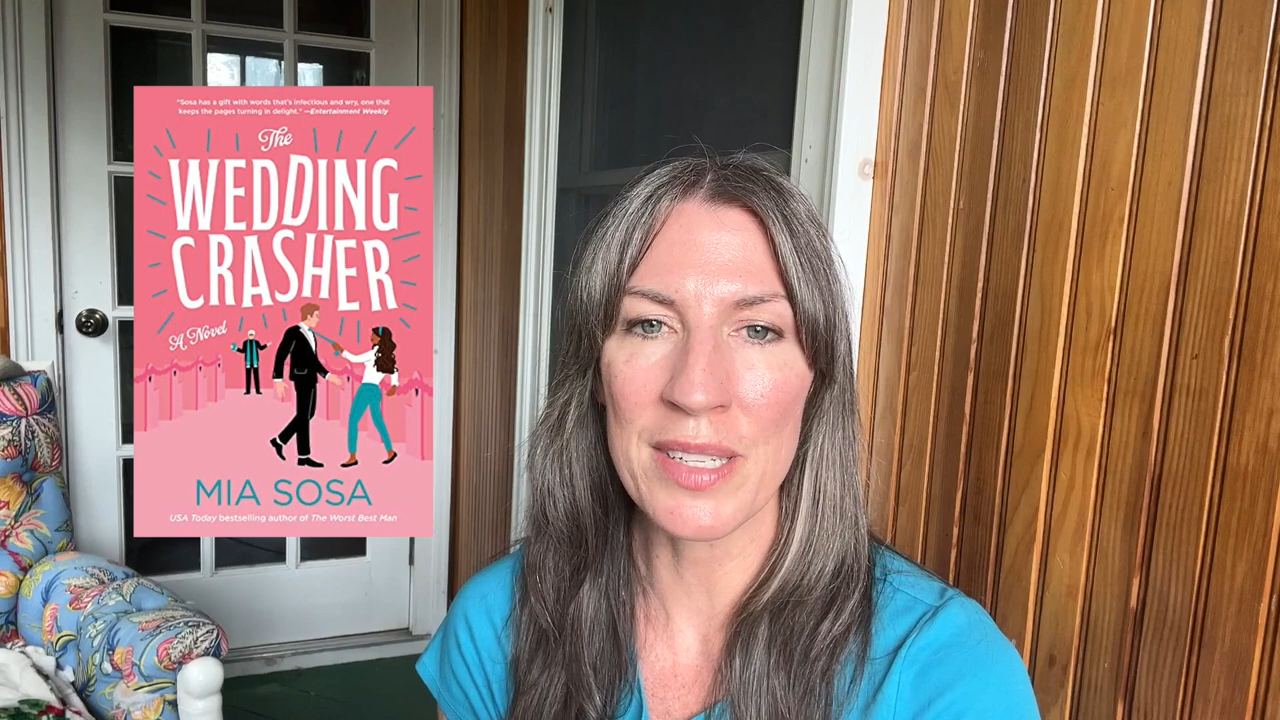 "Sosa has a gift with words that's infectious and wry, one that
keeps the pages turning in delight." —Entertainment Weekly
The
WEDDING
CRASHER
A Novel
MIA SOSA
USA Today bestselling author of The Worst Best Man